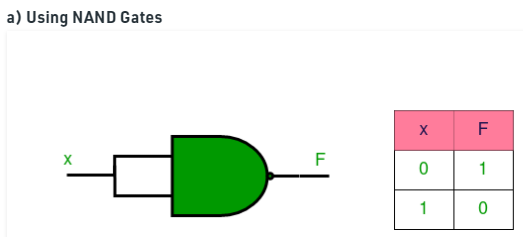 a) Using NAND Gates
x F
x F
0 1
1 0